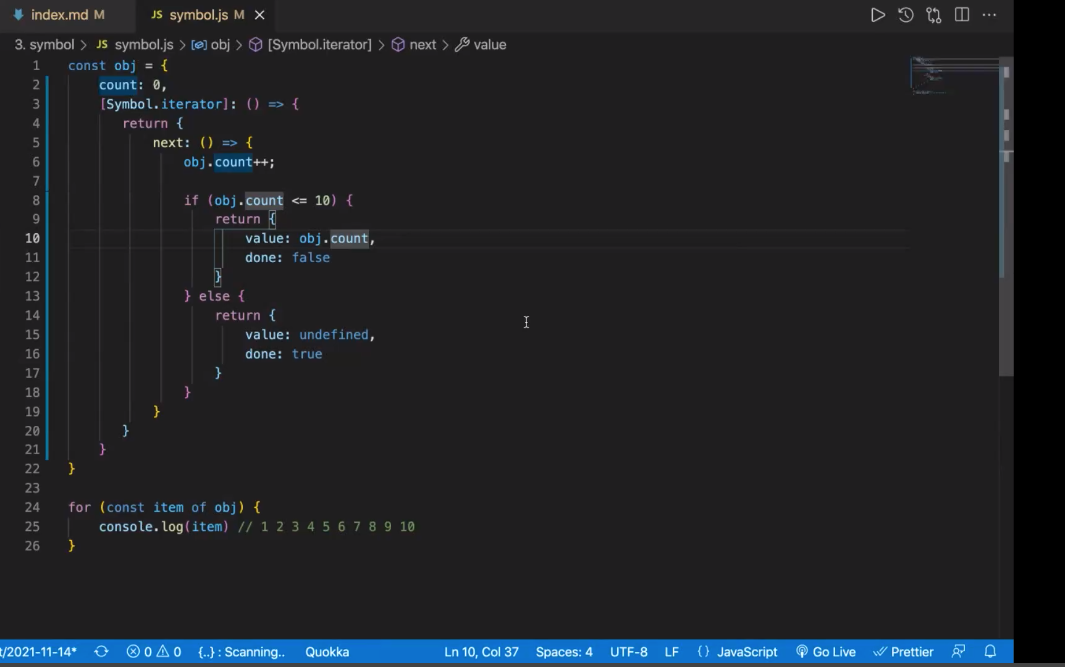 index.md M
JS symbol.js M
3. symbol > JS symbol.js > obj > [Symbol.iterator] > next > value
1 const obj = {
2 count: 0,
3 [Symbol.iterator]: () => {
4 return {
5 next: () => {
6 obj.count++;
7
8 if (obj.count <= 10) {
9 return {
10 value: obj.count,
11 done: false
12 }
13 } else {
14 return {
15 value: undefined,
16 done: true
17 }
18 }
19 }
20 }
21 }
22 }
23
24 for (const item of obj) {
25 console.log(item) // 1 2 3 4 5 6 7 8 9 10
26 }
t/2021-11-14* 0 0 {..} : Scanning.. Quokka Ln 10, Col 37 Spaces: 4 UTF-8 LF {} JavaScript Go Live Prettier